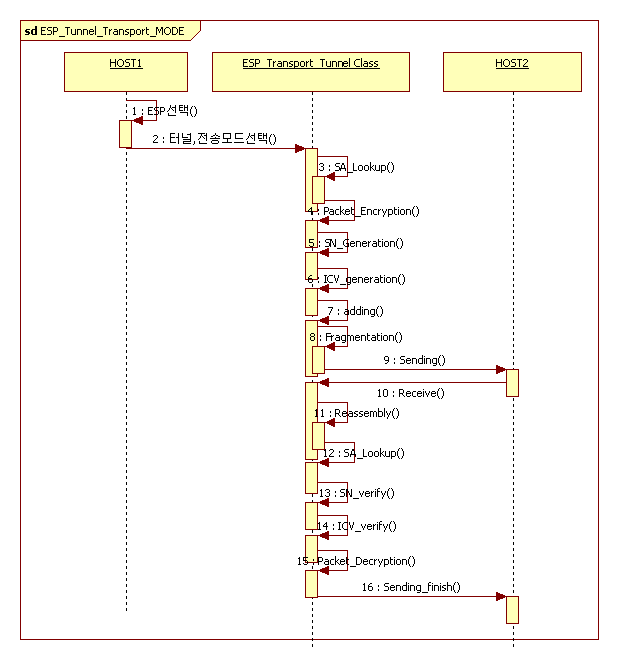 sd ESP_Tunnel_Transport_MODE
HOST1
ESP_Transport_Tunnel Class
HOST2
1 : ESP선택()
2 : 터널,전송모드선택()
3 : SA_Lookup()
4 : Packet_Encryption()
5 : SN_Generation()
6 : ICV_generation()
7 : adding()
8 : Fragmentation()
9 : Sending()
10 : Receive()
11 : Reassembly()
12 : SA_Lookup()
13 : SN_verify()
14 : ICV_verify()
15 : Packet_Decryption()
16 : Sending_finish()